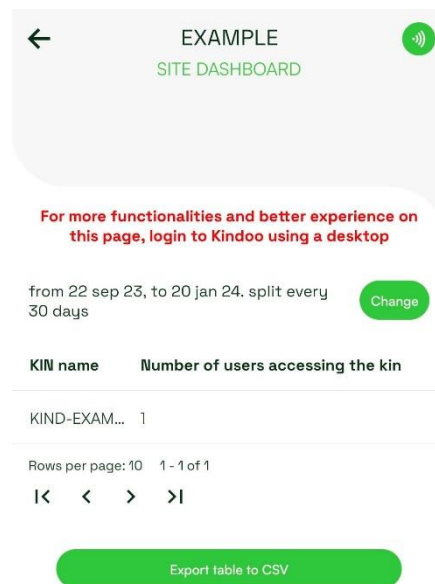 EXAMPLE
SITE DASHBOARD
For more functionalities and better experience on
this page, login to Kindoo using a desktop
from 22 sep 23, to 20 jan 24. split every
30 days
Change
KIN name Number of users accessing the kin
KIND-EXAM... 1
Rows per page: 10 1 - 1 of 1
Export table to CSV